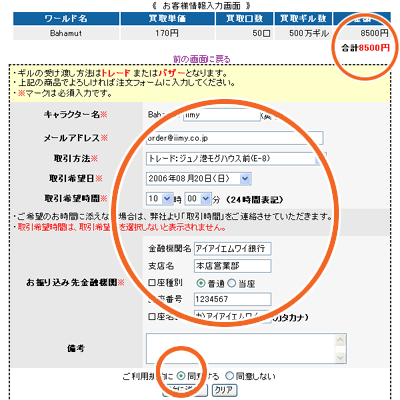 《 お客様情報入力画面 》
ワールド名 買取単価 買取口数 買取ギル数 金額
Bahamut 170円 50口 500万ギル 8500円
合計8500円
前の画面に戻る
・ギルの受け渡し方法はトレード またはバザーとなります。
・上記の商品でよろしければ注文フォームに入力してください。
・※マークは必須入力です。
キャラクター名※ iimy
メールアドレス※ order@iimy.co.jp
取引方法※ トレード:ジュノ港モグハウス前(E-8)
取引希望日※ 2006年08月20日(日)
取引希望時間※ 10 時 00 分 (24時間表記)
・ご希望のお時間に添えない場合は、弊社より「取引時間」をご連絡させていただきます。
・取引希望時間は、取引希望日を選択しないと表示されません。
お振り込み先金融機関※
金融機関名 アイアイエムワイ銀行
支店名 本店営業部
口座種別 普通 当座
口座番号 1234567
口座名 カ)アイアイエムワイ カタカナ)
備考
ご利用規約に 同意する 同意しない
クリア